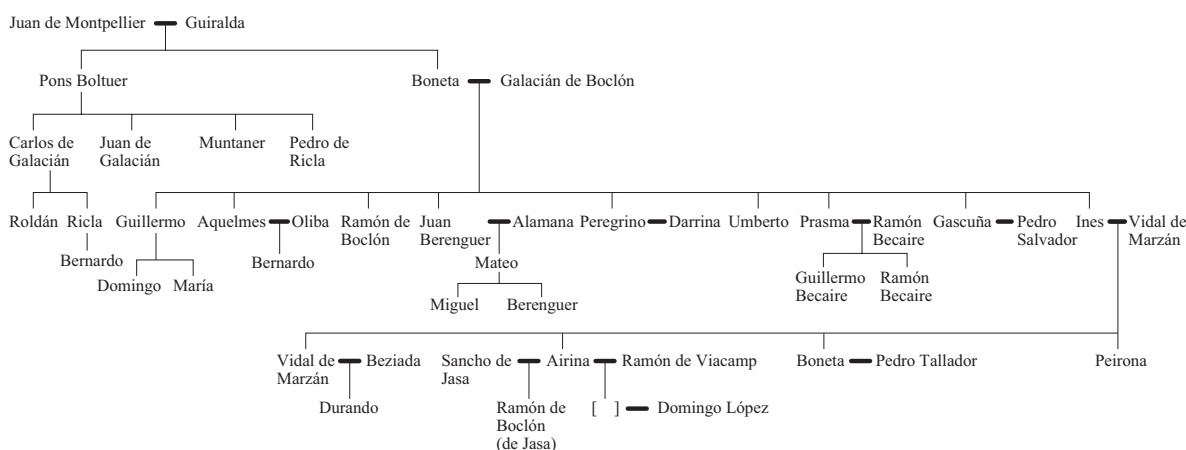 Juan de Montpellier Guiralda
Pons Boltuer Boneta Galacián de Boclón
Carlos de Galacián
Juan de Galacián
Muntaner
Pedro de Ricla
Roldán Ricla Guillermo Aquelmes Oliba
Ramón de Boclón
Juan Berenguer
Alamana Peregrino Darrina Umberto Prasma
Ramón Becaire
Gascuña
Pedro Salvador
Ines
Vidal de Marzán
Bernardo
Bernardo
Mateo
Domingo María
Guillermo Becaire
Ramón Becaire
Miguel Berenguer
Vidal de Marzán
Beziada
Sancho de Jasa
Airina Ramón de Viacamp Boneta Pedro Tallador Peirona
Durando
Ramón de Boclón (de Jasa)
[ ] Domingo López